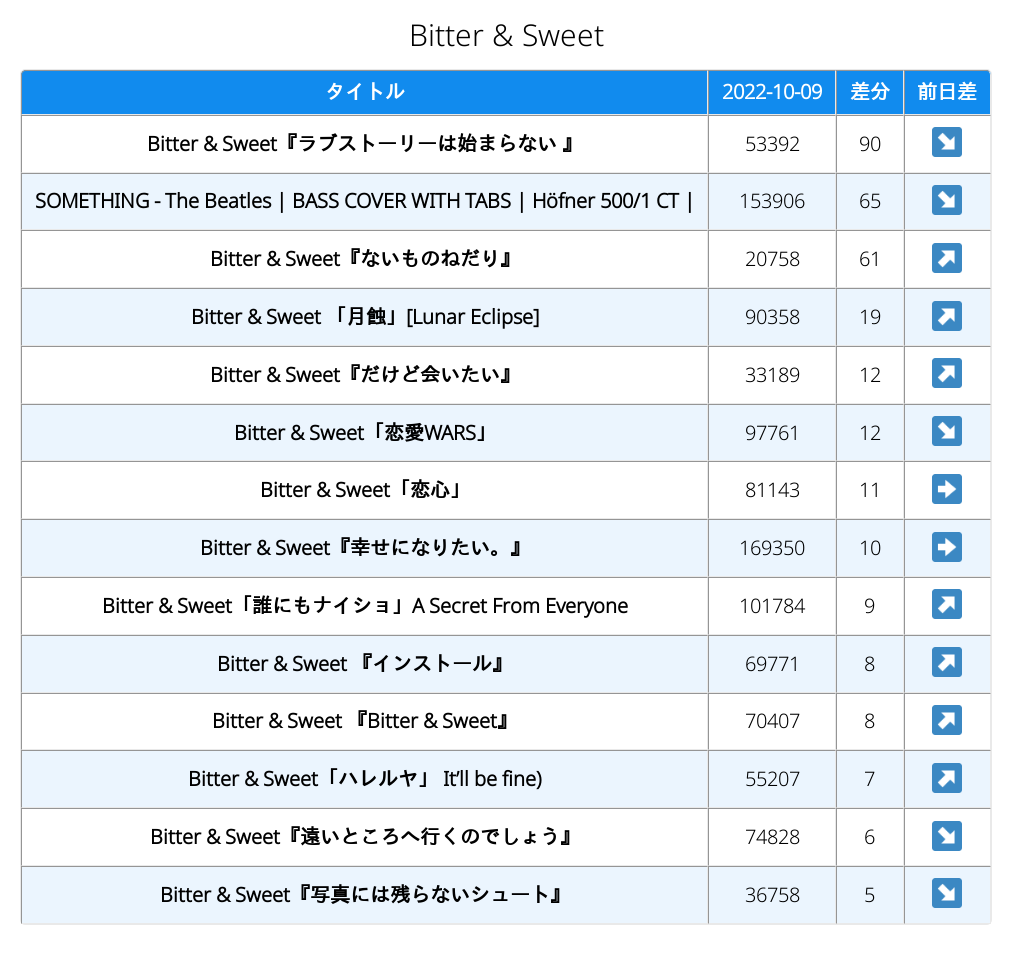 Bitter & Sweet
タイトル 2022-10-09 差分 前日差
Bitter & Sweet『ラブストーリーは始まらない 』 53392 90 ↘
SOMETHING - The Beatles | BASS COVER WITH TABS | Höfner 500/1 CT | 153906 65 ↘
Bitter & Sweet『ないものねだり』 20758 61 ↗
Bitter & Sweet 「月蝕」[Lunar Eclipse] 90358 19 ↗
Bitter & Sweet『だけど会いたい』 33189 12 ↗
Bitter & Sweet「恋愛WARS」 97761 12 ↘
Bitter & Sweet「恋心」 81143 11 ➡
Bitter & Sweet『幸せになりたい。』 169350 10 ➡
Bitter & Sweet「誰にもナイショ」A Secret From Everyone 101784 9 ↗
Bitter & Sweet 『インストール』 69771 8 ↗
Bitter & Sweet 『Bitter & Sweet』 70407 8 ↗
Bitter & Sweet「ハレルヤ」 It’ll be fine) 55207 7 ↗
Bitter & Sweet『遠いところへ行くのでしょう』 74828 6 ↘
Bitter & Sweet『写真には残らないシュート』 36758 5 ↘